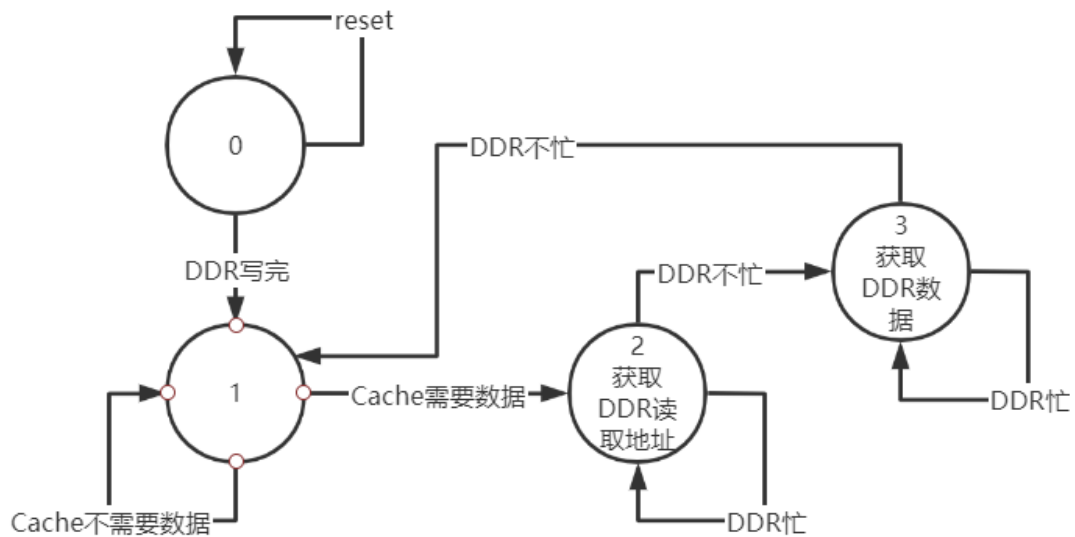 reset
0
DDR不忙
3
获取
DDR数
据
DDR写完
DDR不忙
2
获取
DDR读
取地址
1
Cache需要数据
DDR忙
Cache不需要数据
DDR忙